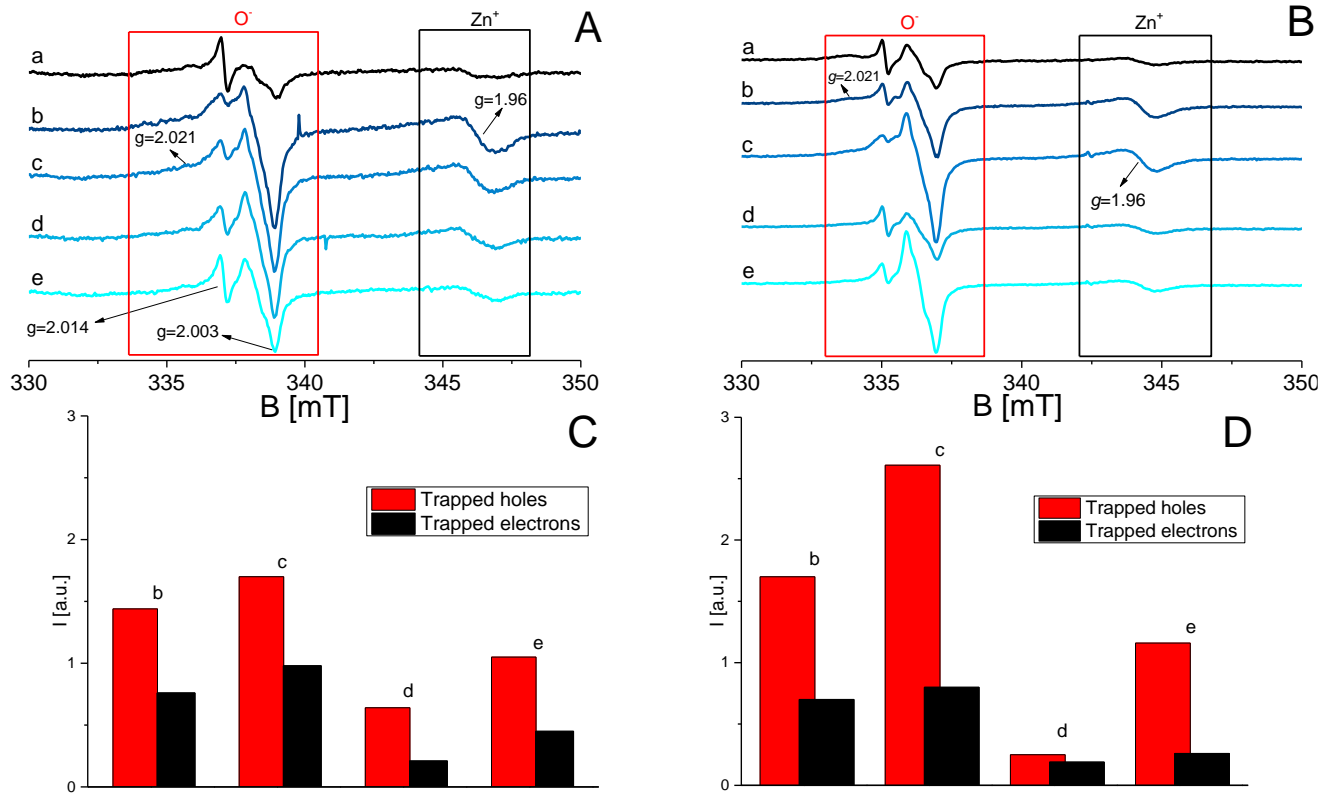 O⁻
Zn⁺
A
a
b
c
d
e
g=2.021
g=1.96
g=2.014
g=2.003
330
335
340
345
350
B [mT]
O⁻
Zn⁺
B
a
b
c
d
e
g=2.021
g=1.96
330
335
340
345
350
B [mT]
C
3
2
1
0
I [a.u.]
Trapped holes
Trapped electrons
b
c
d
e
D
3
2
1
0
I [a.u.]
Trapped holes
Trapped electrons
b
c
d
e